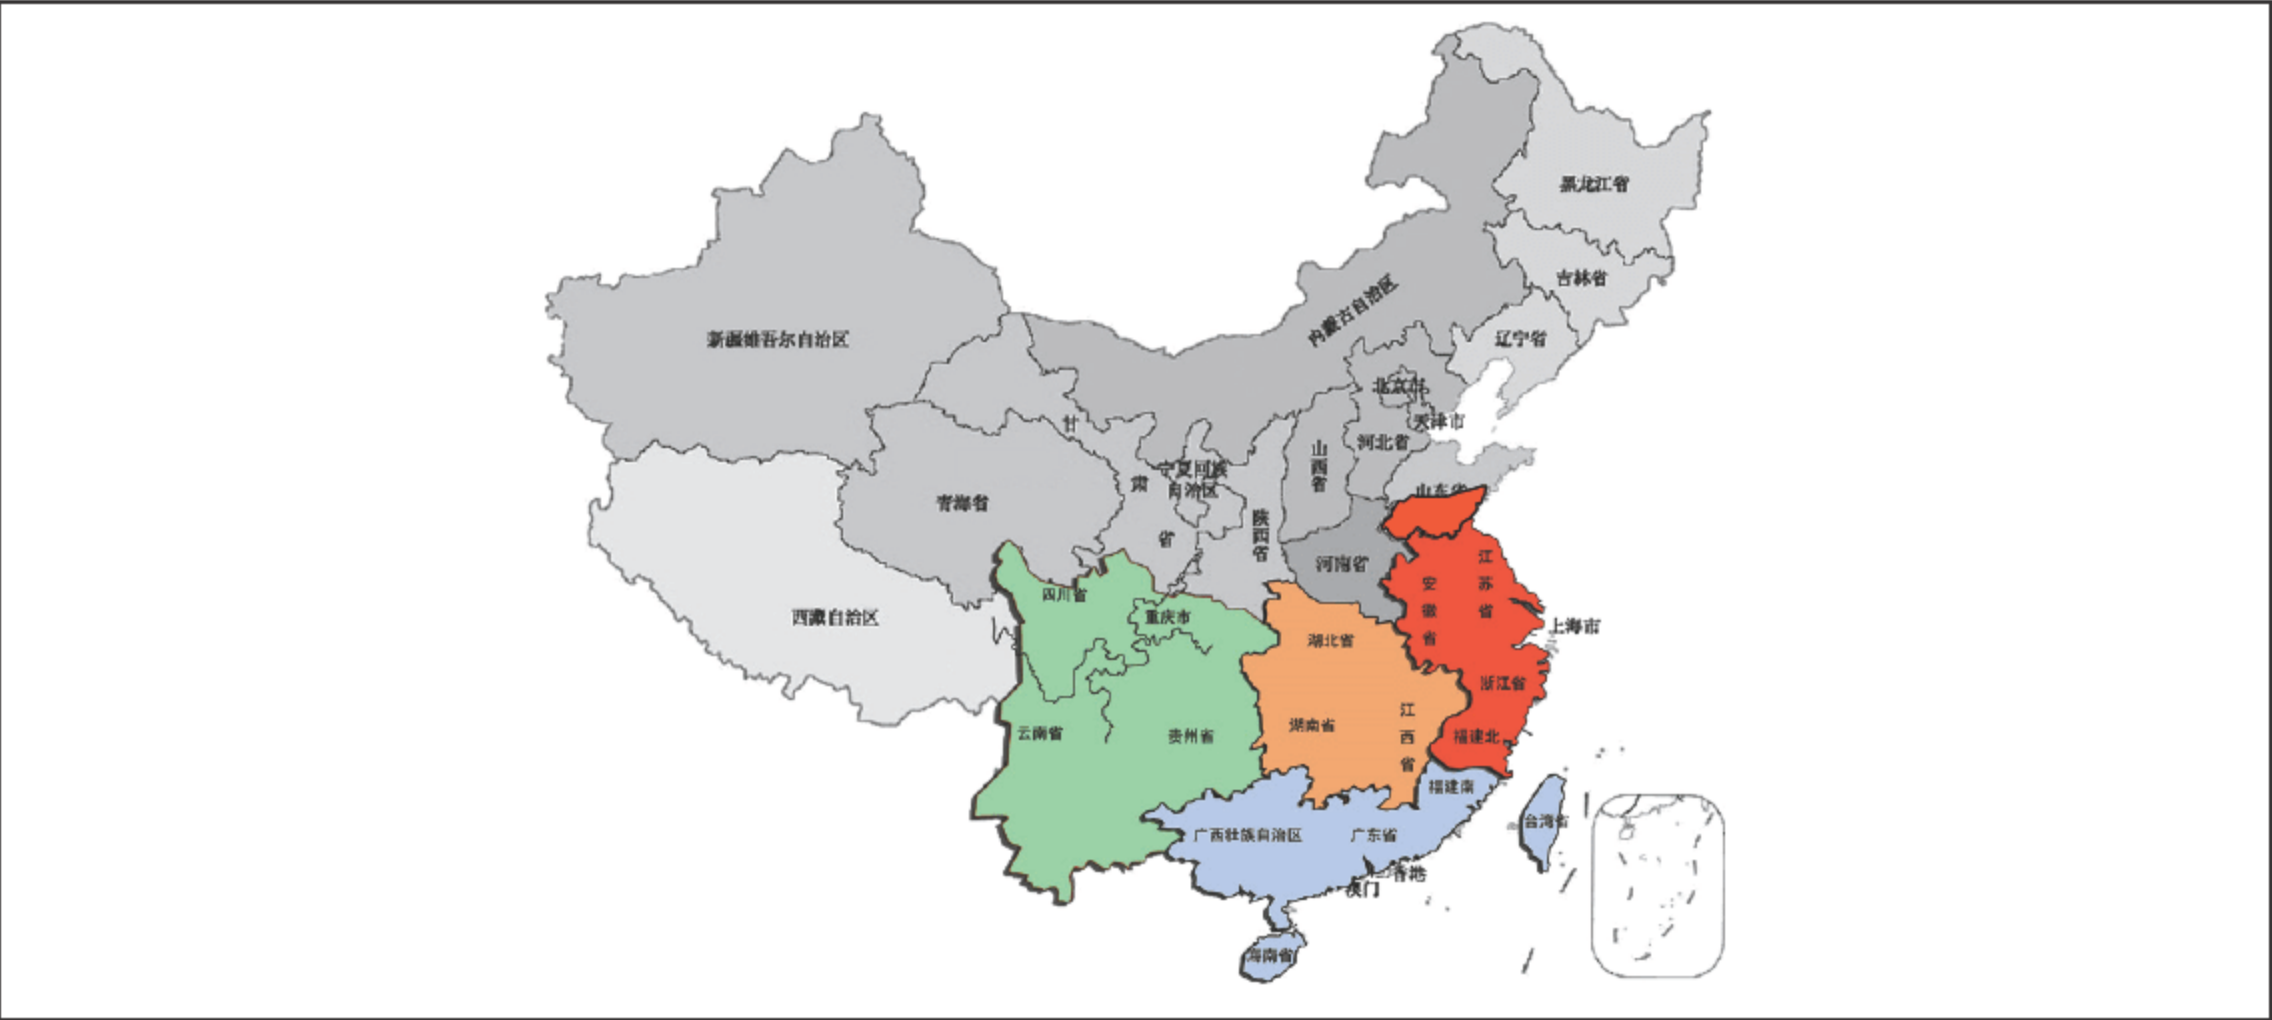 黑龙江省
吉林省
内蒙古自治区
辽宁省
新疆维吾尔自治区
北京市
天津市
河北省
山西省
甘肃省
宁夏回族
自治区
山东省
青海省
陕西省
河南省
江苏省
安徽省
四川省
重庆市
西藏自治区
上海市
湖北省
浙江省
江西省
湖南省
云南省
贵州省
福建北
福建南
台湾省
广西壮族自治区
广东省
香港
澳门
海南省